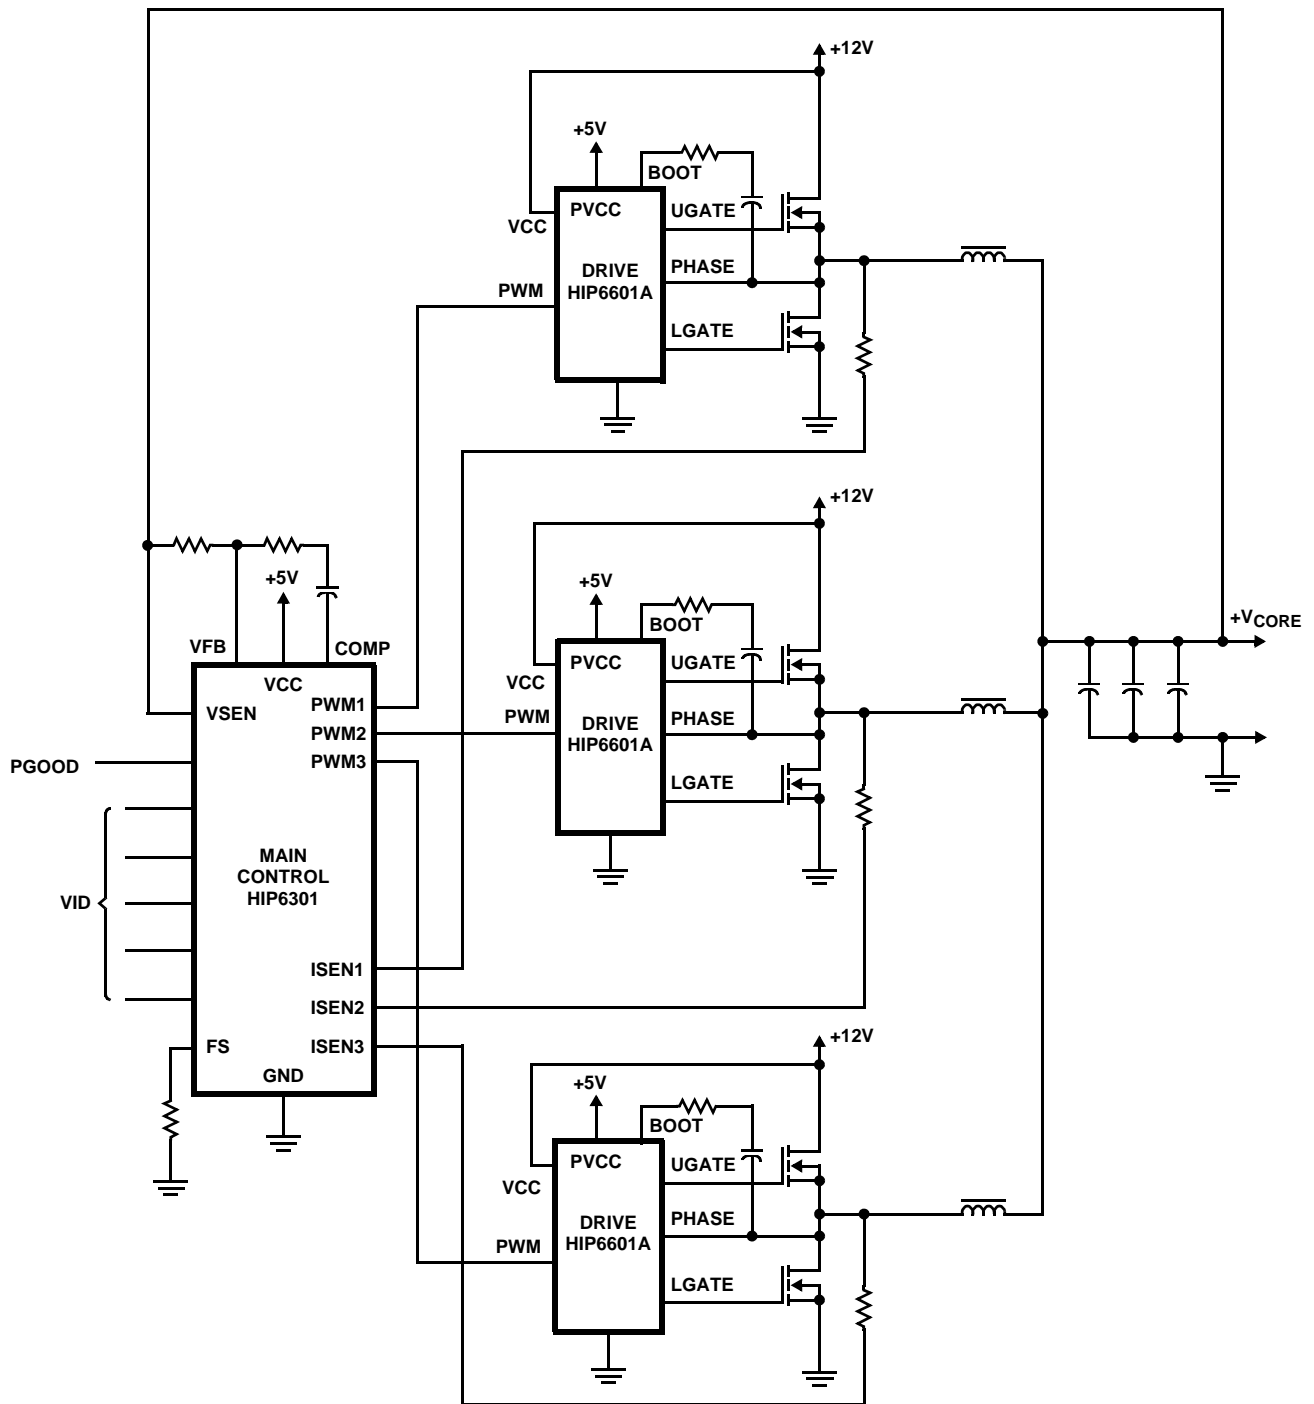 +12V
+5V
BOOT
PVCC
UGATE
VCC
DRIVE
HIP6601A
PHASE
PWM
LGATE
+12V
+5V
BOOT
PVCC
UGATE
VCC
PWM
DRIVE
HIP6601A
PHASE
LGATE
+5V
VFB
COMP
VCC
VSEN
PWM1
PWM2
PWM3
PGOOD
MAIN
CONTROL
HIP6301
VID
ISEN1
ISEN2
ISEN3
FS
GND
+VCORE
+12V
+5V
BOOT
PVCC
UGATE
VCC
DRIVE
HIP6601A
PHASE
PWM
LGATE